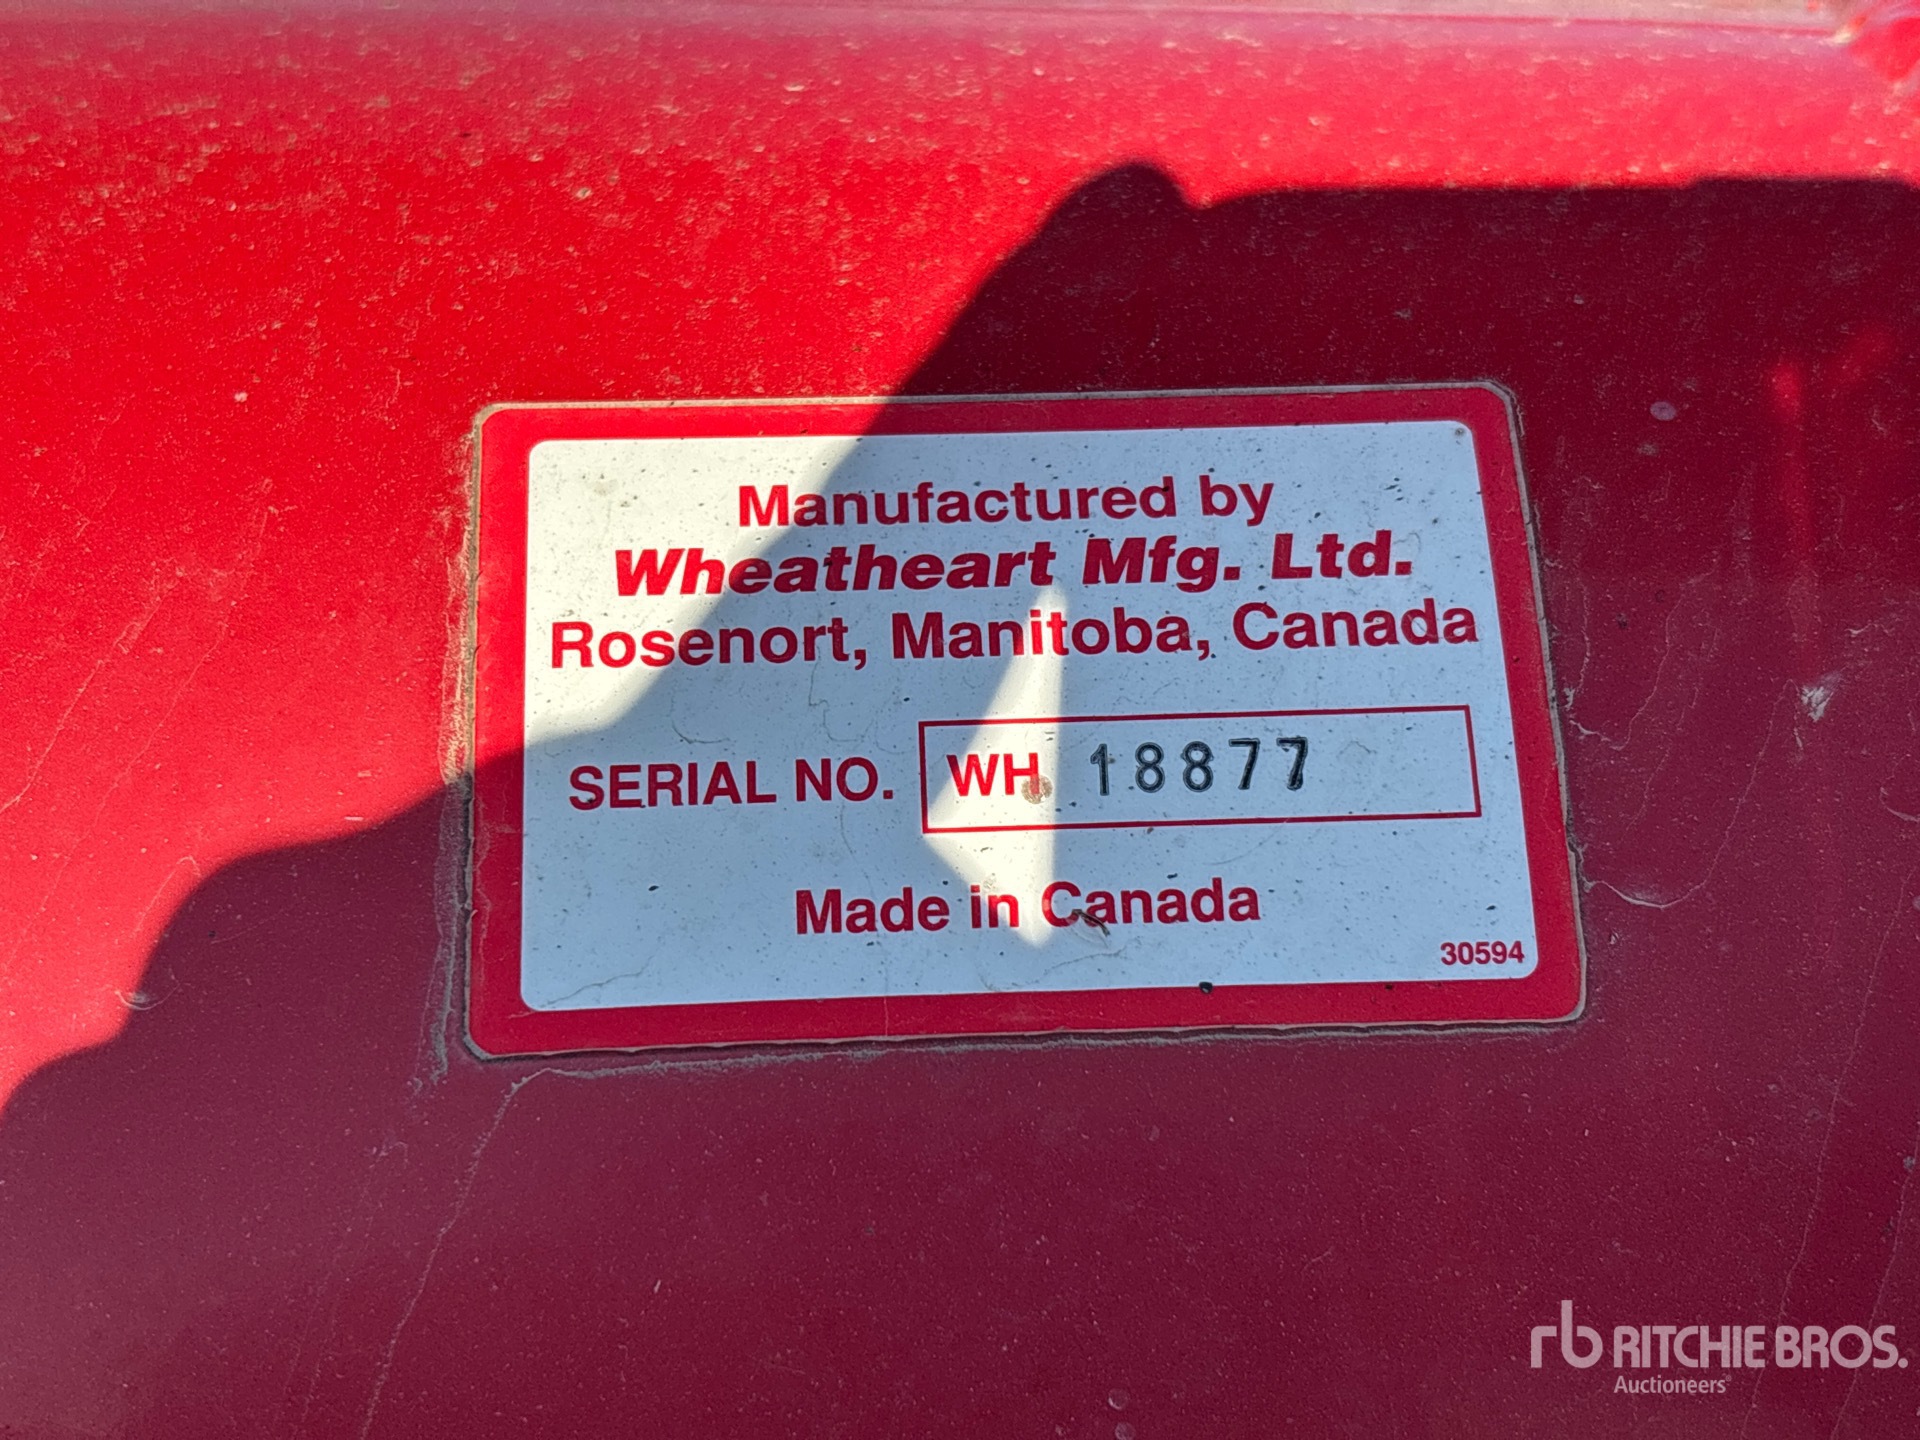 Manufactured by
Wheatheart Mfg. Ltd.
Rosenort, Manitoba, Canada
SERIAL NO. WH 18877
Made in Canada
30594
rb RITCHIE BROS.
Auctioneers